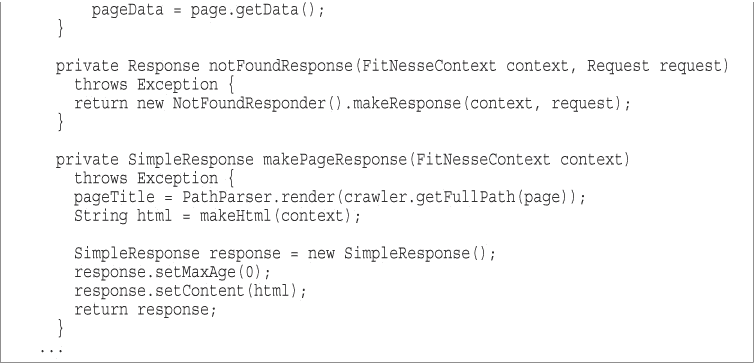 pageData = page.getData();
}
private Response notFoundResponse(FitNesseContext context, Request request)
throws Exception {
return new NotFoundResponder().makeResponse(context, request);
}
private SimpleResponse makePageResponse(FitNesseContext context)
throws Exception {
pageTitle = PathParser.render(crawler.getFullPath(page));
String html = makeHtml(context);
SimpleResponse response = new SimpleResponse();
response.setMaxAge(0);
response.setContent(html);
return response;
}
...